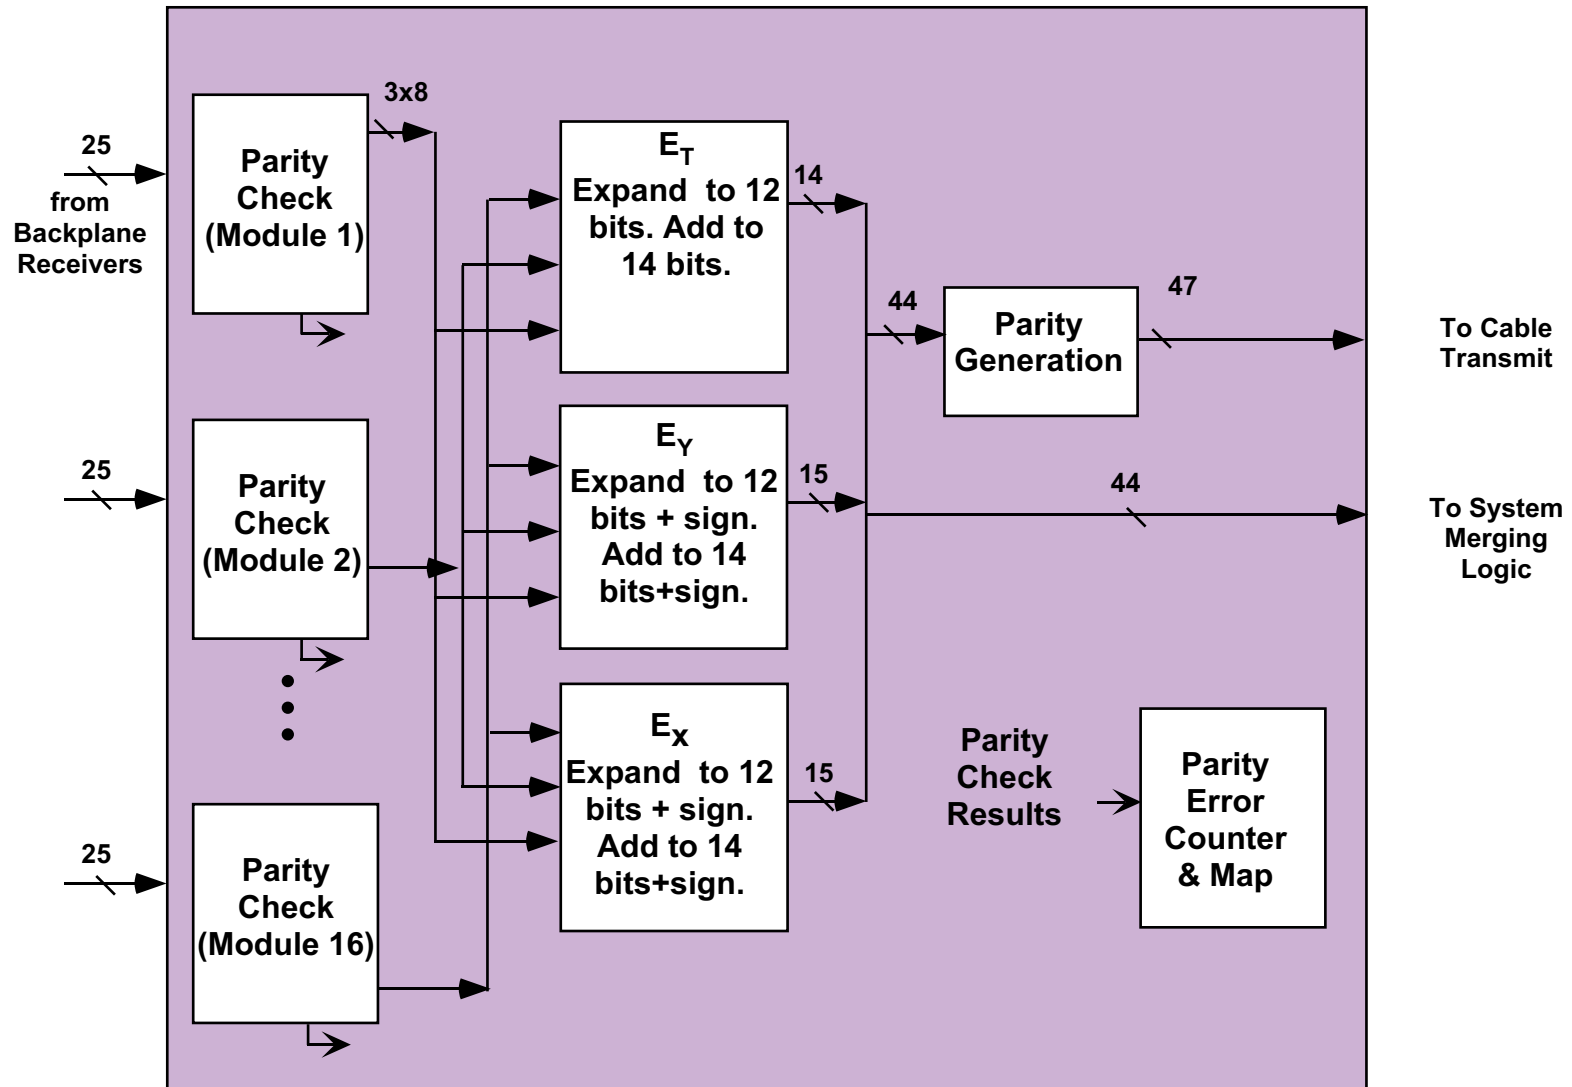 25
from
Backplane
Receivers
3x8
Parity
Check
(Module 1)
25
Parity
Check
(Module 2)
25
Parity
Check
(Module 16)
ET
Expand to 12
bits. Add to
14 bits.
14
EY
Expand to 12
bits + sign.
Add to 14
bits+sign.
15
EX
Expand to 12
bits + sign.
Add to 14
bits+sign.
15
44
Parity
Generation
47
To Cable
Transmit
44
To System
Merging
Logic
Parity
Check
Results
Parity
Error
Counter
& Map